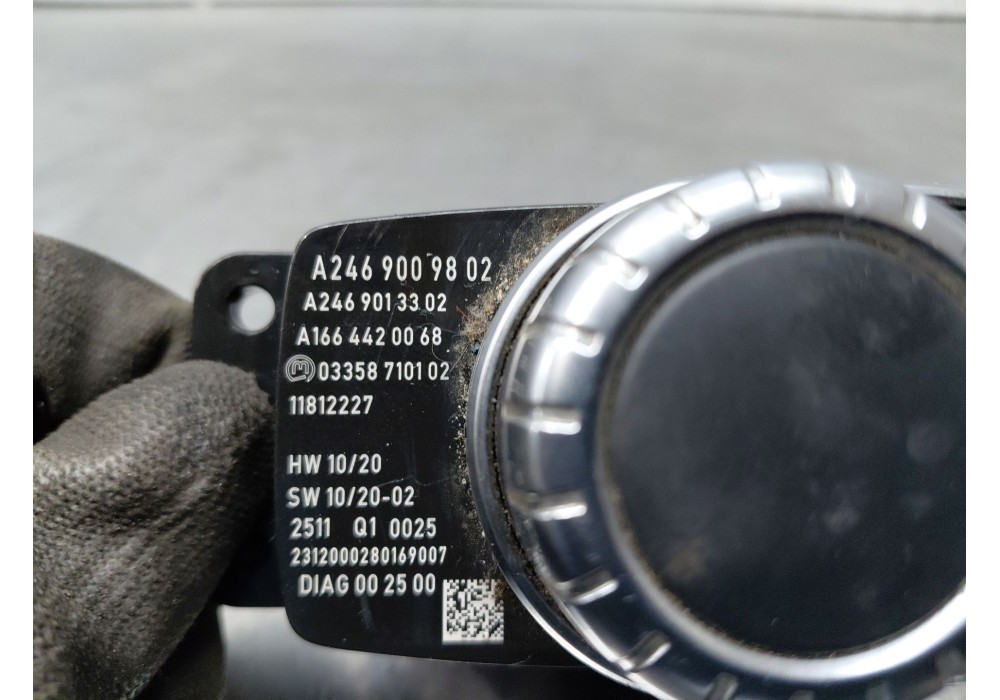 A246 900 98 02
A246 901 33 02
A166 442 00 68
03358 7101 02
11812227
HW 10/20
SW 10/20-02
2511 Q1 0025
2312000280169007
DIAG 00 25 00